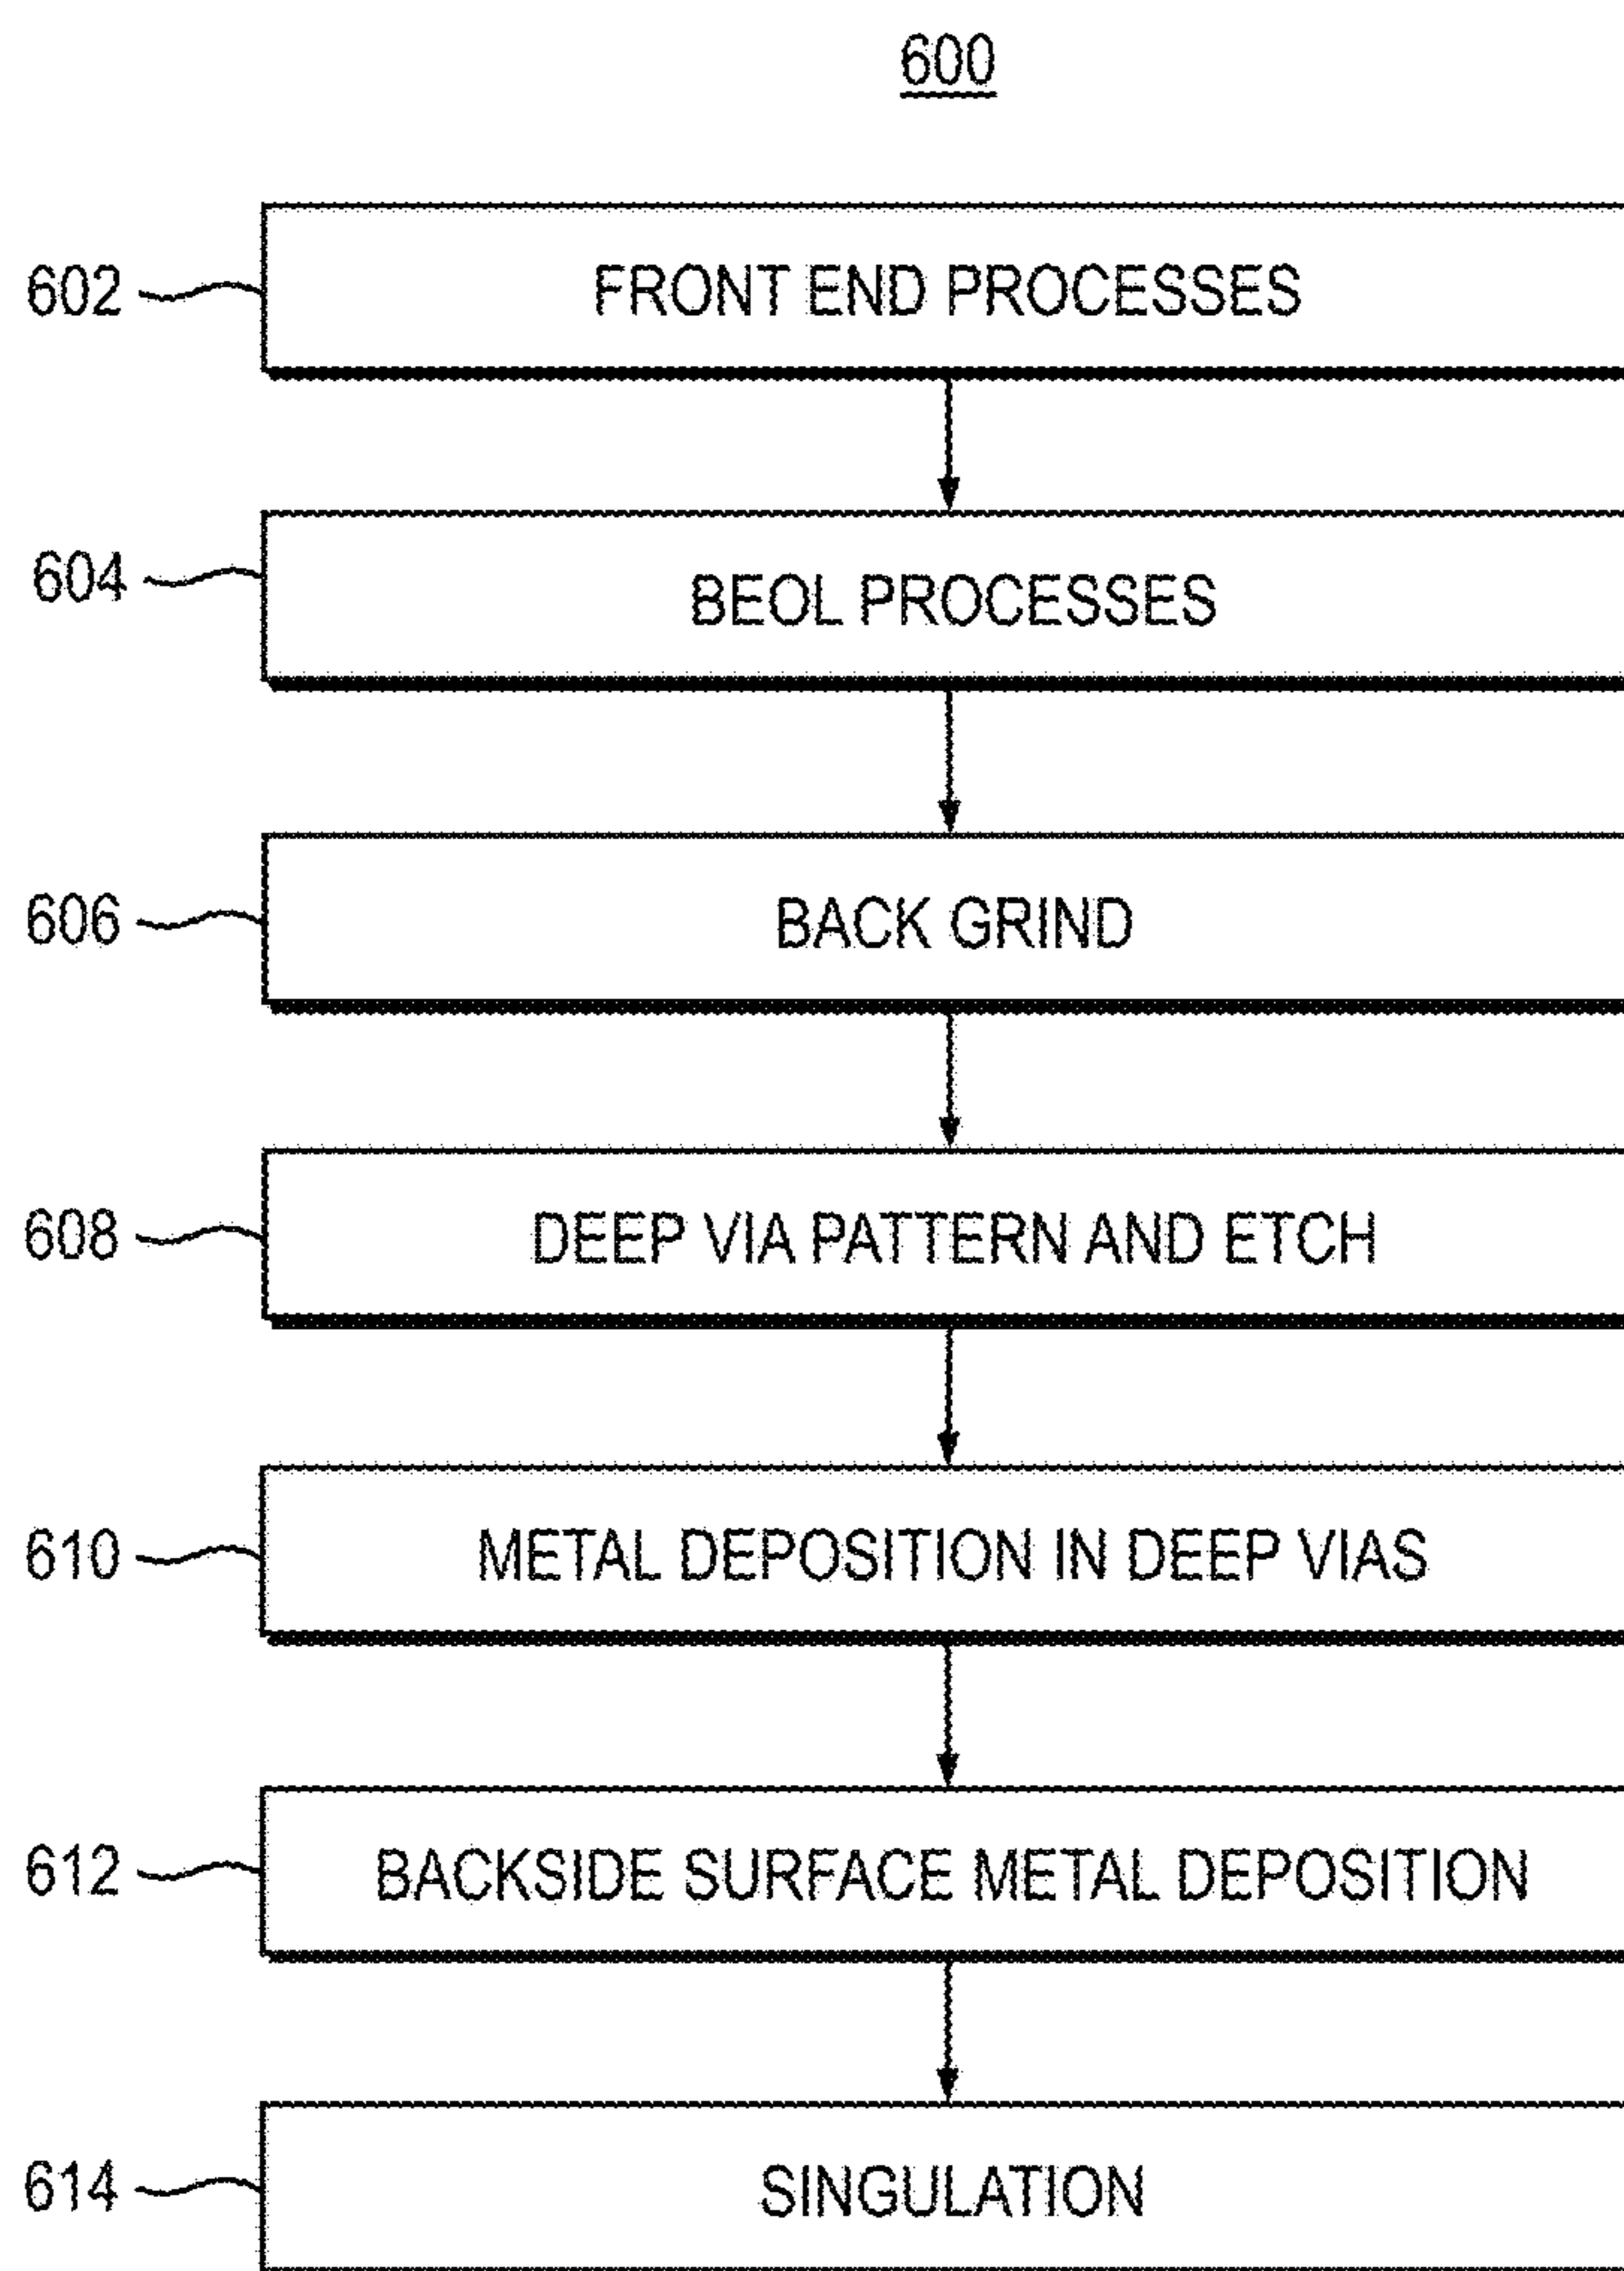 600
602 FRONT END PROCESSES
604 BEOL PROCESSES
606 BACK GRIND
608 DEEP VIA PATTERN AND ETCH
610 METAL DEPOSITION IN DEEP VIAS
612 BACKSIDE SURFACE METAL DEPOSITION
614 SINGULATION